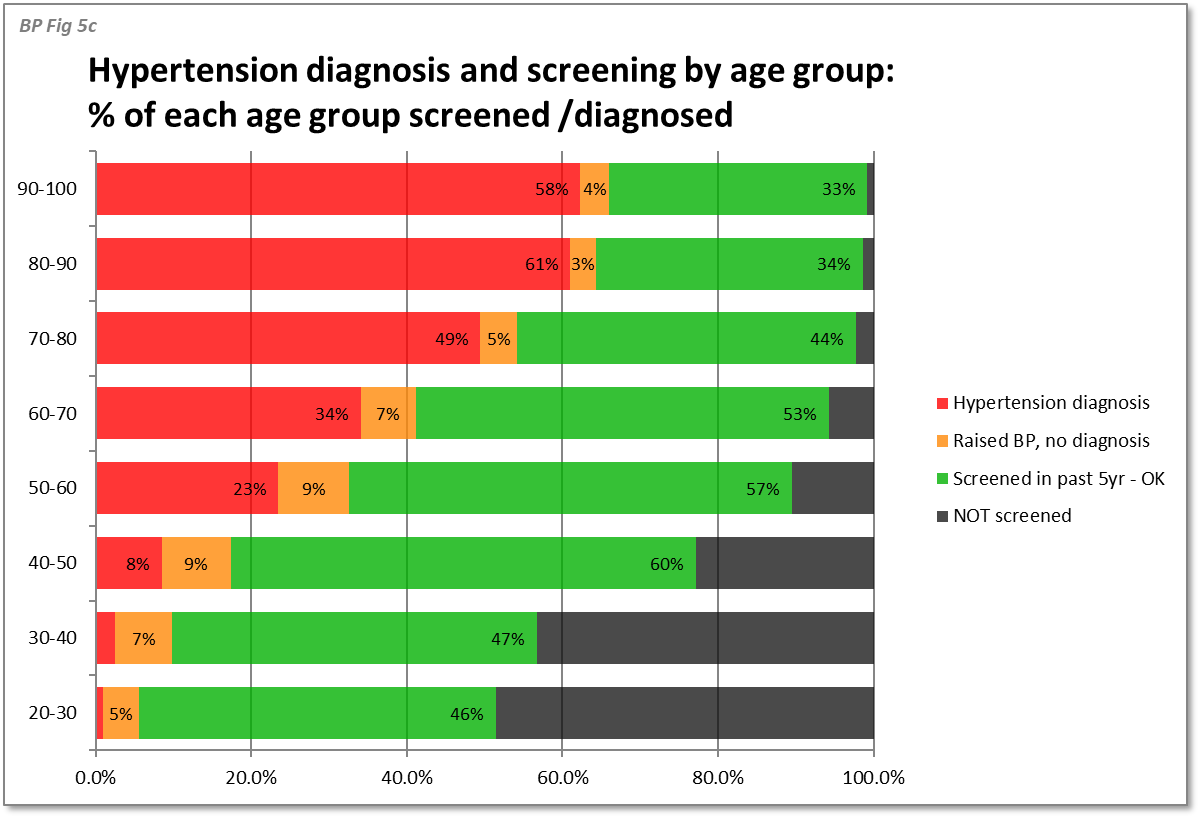 BP Fig 5c
Hypertension diagnosis and screening by age group:
% of each age group screened /diagnosed
90-100 58% 4% 33%
80-90 61% 3% 34%
70-80 49% 5% 44%
60-70 34% 7% 53%
50-60 23% 9% 57%
40-50 8% 9% 60%
30-40 7% 47%
20-30 5% 46%
0.0% 20.0% 40.0% 60.0% 80.0% 100.0%
Hypertension diagnosis
Raised BP, no diagnosis
Screened in past 5yr - OK
NOT screened